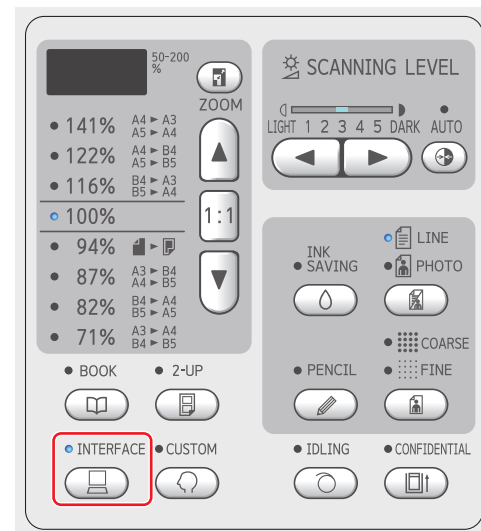 50-200
%
ZOOM
141% A4 ► A3
A5 ► A4
122% A4 ► B4
A5 ► B5
116% B4 ► A3
B5 ► A4
100%
94%
87% A3 ► B4
A4 ► B5
82% B4 ► A4
B5 ► A5
71% A3 ► A4
B4 ► B5
1:1
BOOK
2-UP
INTERFACE
CUSTOM
SCANNING LEVEL
LIGHT 1 2 3 4 5 DARK AUTO
INK
SAVING
LINE
PHOTO
COARSE
PENCIL
FINE
IDLING
CONFIDENTIAL